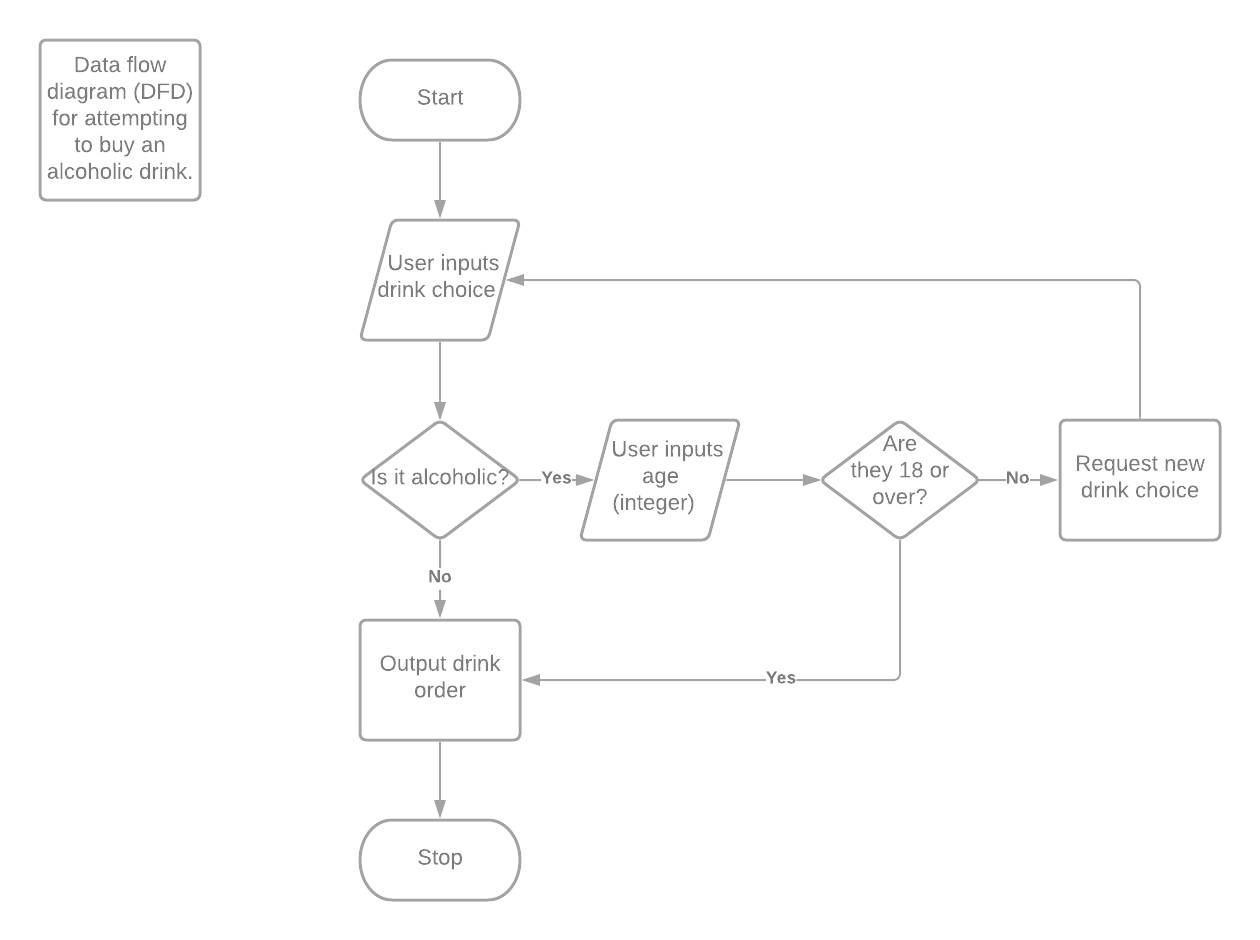 Data flow
diagram (DFD)
for attempting
to buy an
alcoholic drink.
Start
User inputs
drink choice
Is it alcoholic?
Yes
User inputs
age
(integer)
Are
they 18 or
over?
No
Request new
drink choice
No
Output drink
order
Yes
Stop